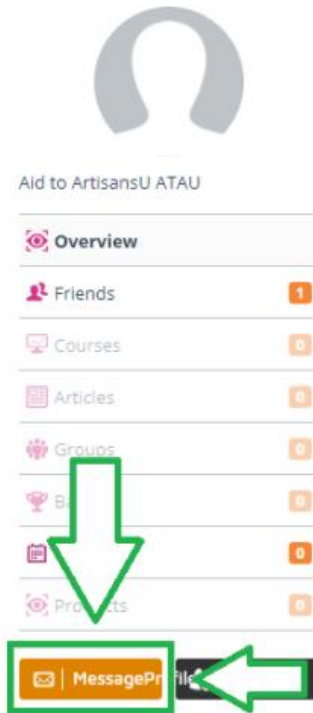 Aid to ArtisansU ATAU
Overview
Friends 1
Courses 0
Articles 0
Groups 0
0
0
0
MessageProfile